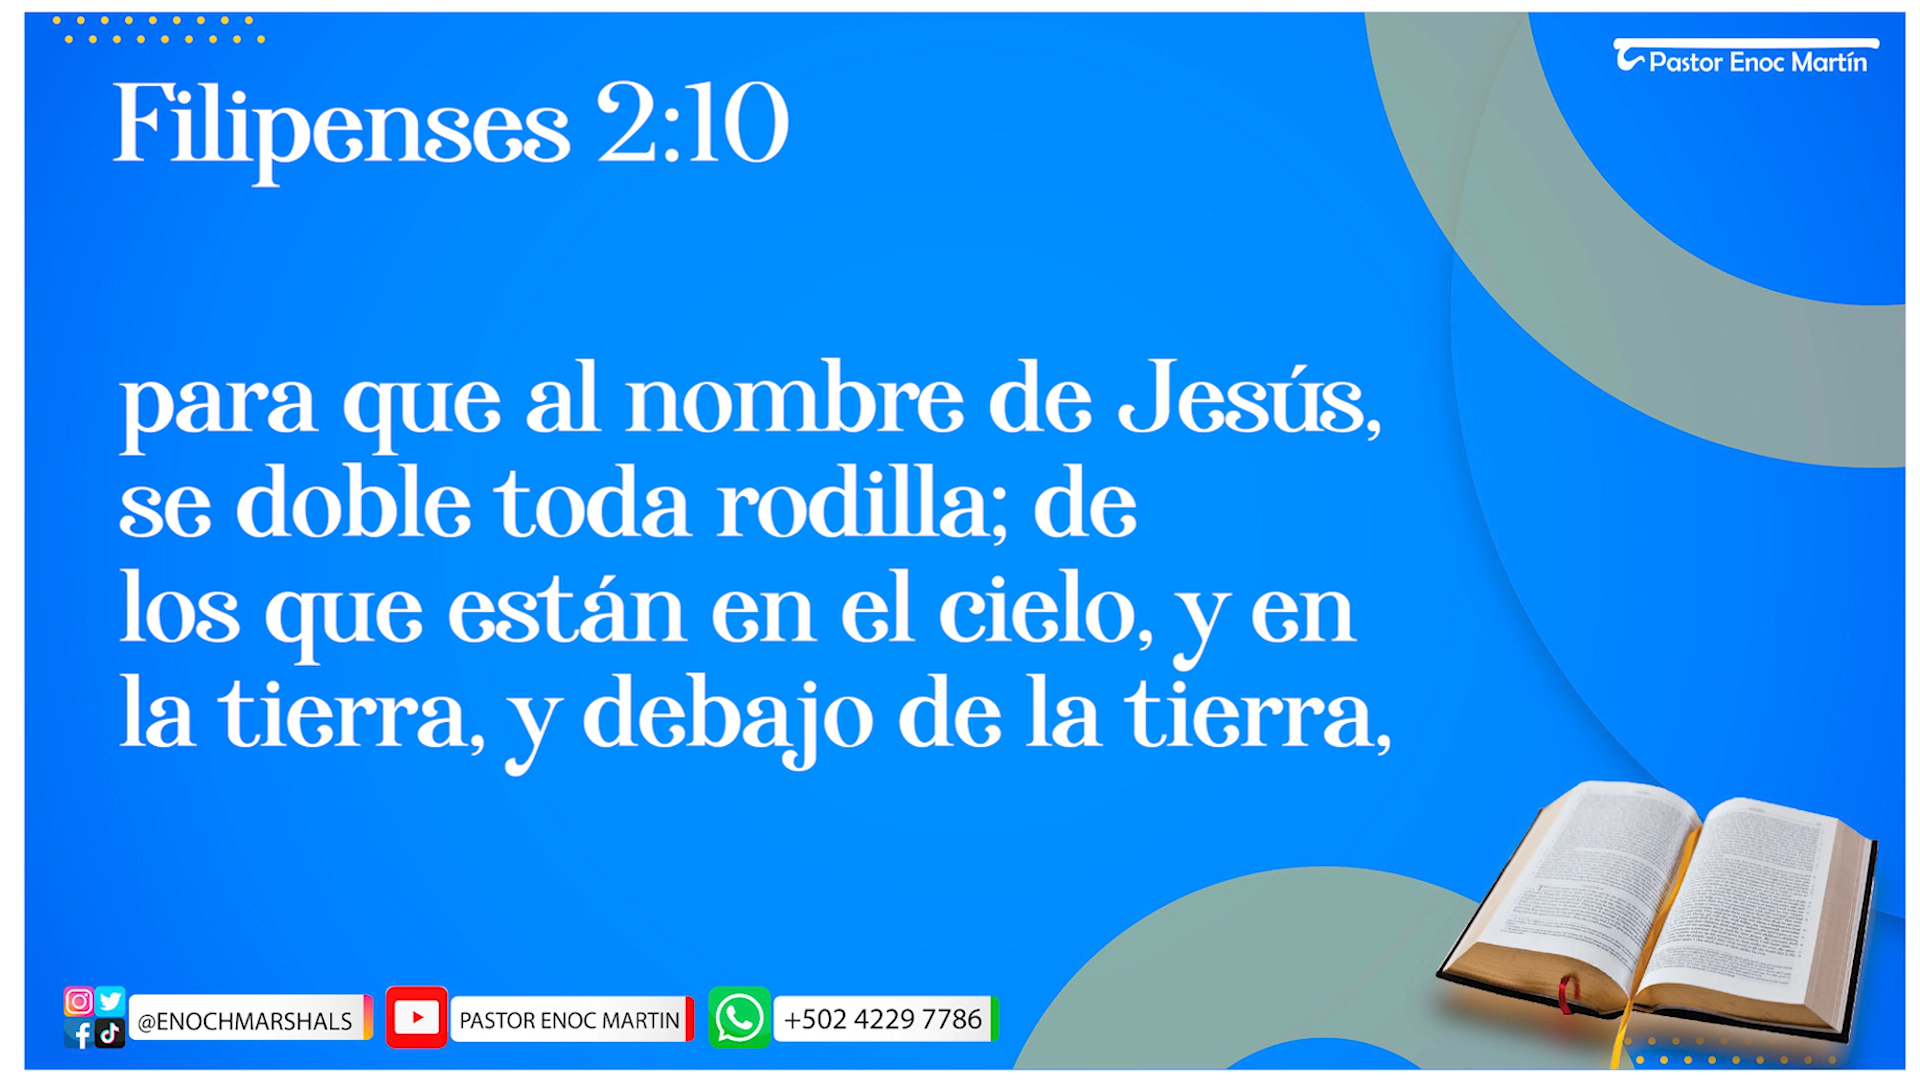 Pastor Enoc Martín
Filipenses 2:10
para que al nombre de Jesús,
se doble toda rodilla; de
los que están en el cielo, y en
la tierra, y debajo de la tierra,
@ENOCHMARSHALS
PASTOR ENOC MARTIN
+502 4229 7786